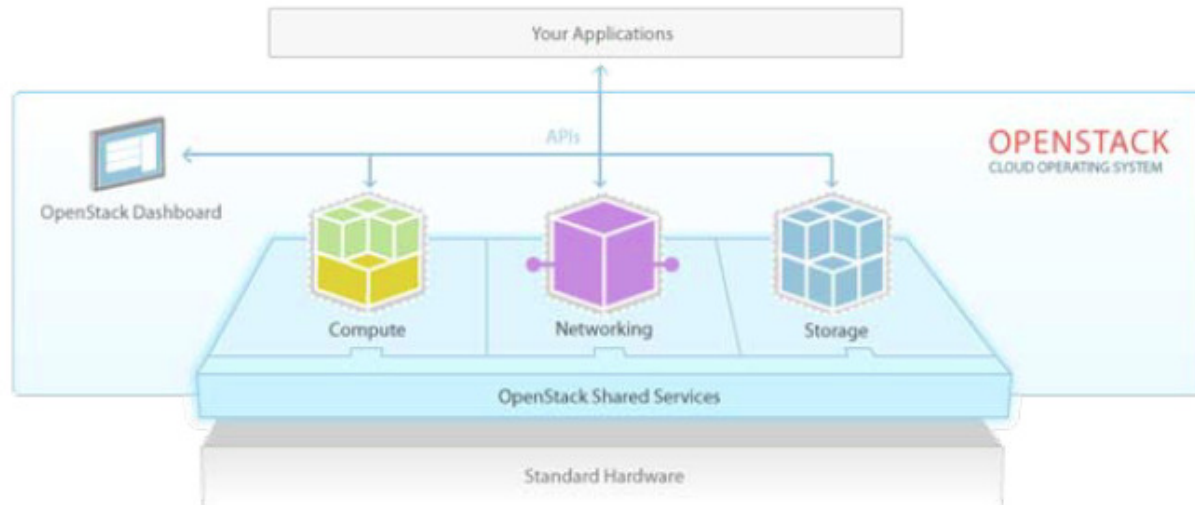 Your Applications
APIs
OPENSTACK
CLOUD OPERATING SYSTEM
OpenStack Dashboard
Compute
Networking
Storage
OpenStack Shared Services
Standard Hardware